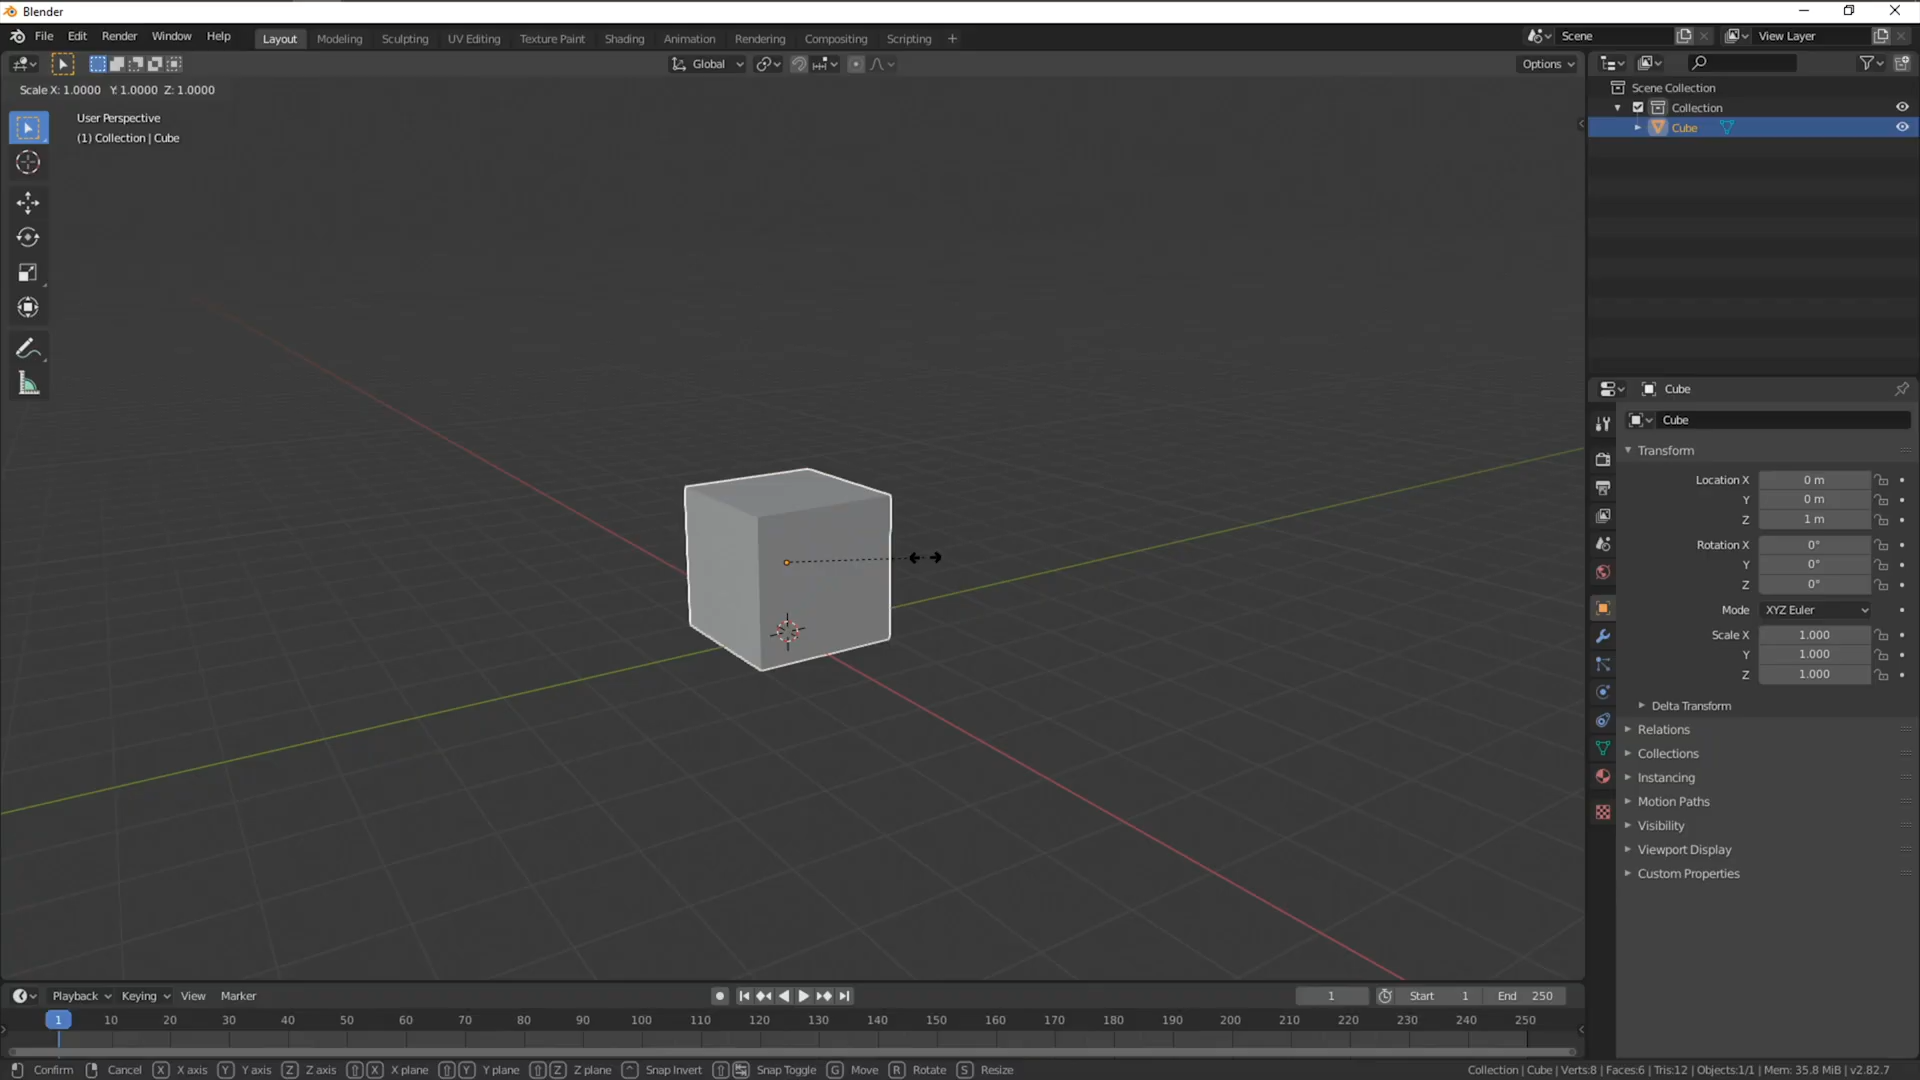 Blender
File Edit Render Window Help Layout Modeling Sculpting UV Editing Texture Paint Shading Animation Rendering Compositing Scripting + Scene View Layer
Global Options
Scale X: 1.0000 Y: 1.0000 Z: 1.0000
User Perspective
(1) Collection | Cube
Scene Collection
Collection
Cube
Cube
Cube
Transform
Location X 0 m
Y 0 m
Z 1 m
Rotation X 0°
Y 0°
Z 0°
Mode XYZ Euler
Scale X 1.000
Y 1.000
Z 1.000
Delta Transform
Relations
Collections
Instancing
Motion Paths
Visibility
Viewport Display
Custom Properties
Playback Keying View Marker 1 Start 1 End 250
1 10 20 30 40 50 60 70 80 90 100 110 120 130 140 150 160 170 180 190 200 210 220 230 240 250
Confirm Cancel X X axis Y Y axis Z Z axis X X plane Y Y plane Z Z plane Snap Invert Snap Toggle G Move R Rotate S Resize Collection | Cube | Verts:8 | Faces:6 | Tris:12 | Objects:1/1 | Mem: 35.8 MiB | v2.82.7